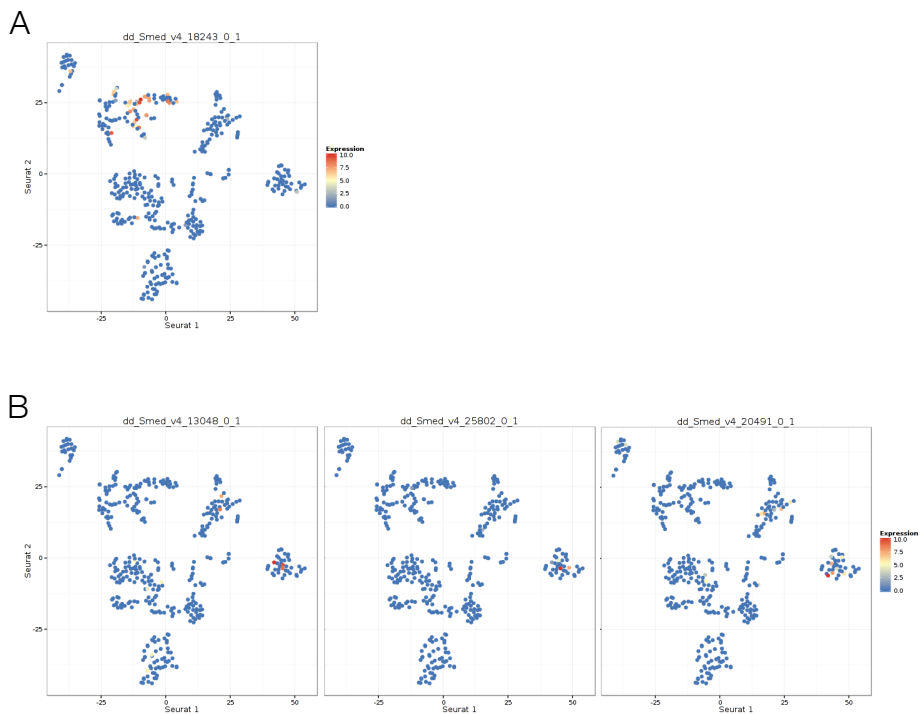 A
dd_Smed_v4_18243_0_1
Seurat 2
25
0
-25
-25
0
25
50
Seurat 1
Expression
10.0
7.5
5.0
2.5
0.0
B
dd_Smed_v4_13048_0_1
dd_Smed_v4_25802_0_1
dd_Smed_v4_20491_0_1
Seurat 2
25
0
-25
-25
0
25
50
-25
0
25
50
-25
0
25
50
Seurat 1
Seurat 1
Seurat 1
Expression
10.0
7.5
5.0
2.5
0.0